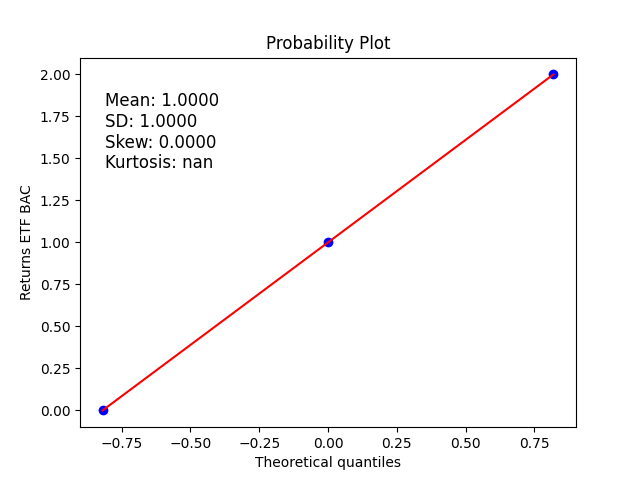 Probability Plot
2.00
1.75
1.50
1.25
1.00
0.75
0.50
0.25
0.00
Returns ETF BAC
Mean: 1.0000
SD: 1.0000
Skew: 0.0000
Kurtosis: nan
−0.75 −0.50 −0.25 0.00 0.25 0.50 0.75
Theoretical quantiles